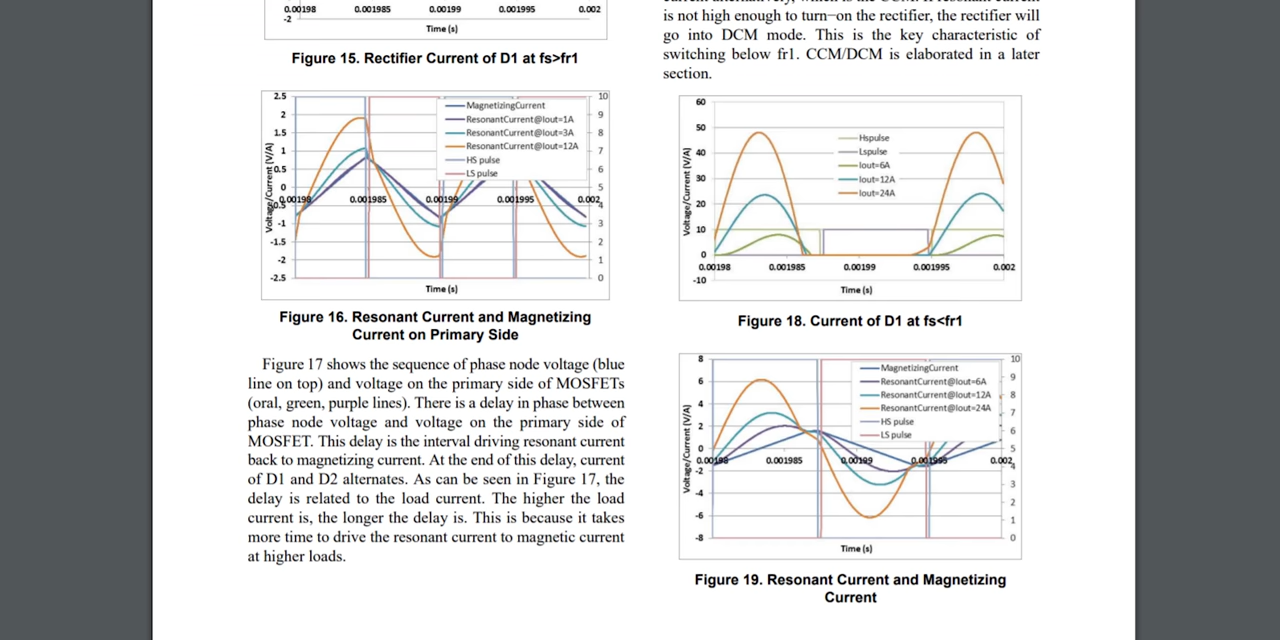 0.00198 0.001985 0.00199 0.001995 0.002
-2
Time (s)
Figure 15. Rectifier Current of D1 at fs>fr1
2.5
2
1.5
1
0.5
0
-0.5
-1
-1.5
-2
-2.5
Voltage/Current (V/A)
10
9
8
7
6
5
4
3
2
1
0
MagnetizingCurrent
ResonantCurrent@Iout=1A
ResonantCurrent@Iout=3A
ResonantCurrent@Iout=12A
HS pulse
LS pulse
0.00198 0.001985 0.00199 0.001995 0.002
Time (s)
Figure 16. Resonant Current and Magnetizing
Current on Primary Side
Figure 17 shows the sequence of phase node voltage (blue
line on top) and voltage on the primary side of MOSFETs
(oral, green, purple lines). There is a delay in phase between
phase node voltage and voltage on the primary side of
MOSFET. This delay is the interval driving resonant current
back to magnetizing current. At the end of this delay, current
of D1 and D2 alternates. As can be seen in Figure 17, the
delay is related to the load current. The higher the load
current is, the longer the delay is. This is because it takes
more time to drive the resonant current to magnetic current
at higher loads.
is not high enough to turn−on the rectifier, the rectifier will
go into DCM mode. This is the key characteristic of
switching below fr1. CCM/DCM is elaborated in a later
section.
60
50
40
30
20
10
0
-10
Voltage/Current (V/A)
Hspulse
Lspulse
Iout=6A
Iout=12A
Iout=24A
0.00198 0.001985 0.00199 0.001995 0.002
Time (s)
Figure 18. Current of D1 at fs<fr1
8
6
4
2
0
-2
-4
-6
-8
Voltage/Current (V/A)
10
9
8
7
6
5
4
3
2
1
0
MagnetizingCurrent
ResonantCurrent@Iout=6A
ResonantCurrent@Iout=12A
ResonantCurrent@Iout=24A
HS pulse
LS pulse
0.00198 0.001985 0.00199 0.001995 0.002
Time (s)
Figure 19. Resonant Current and Magnetizing
Current